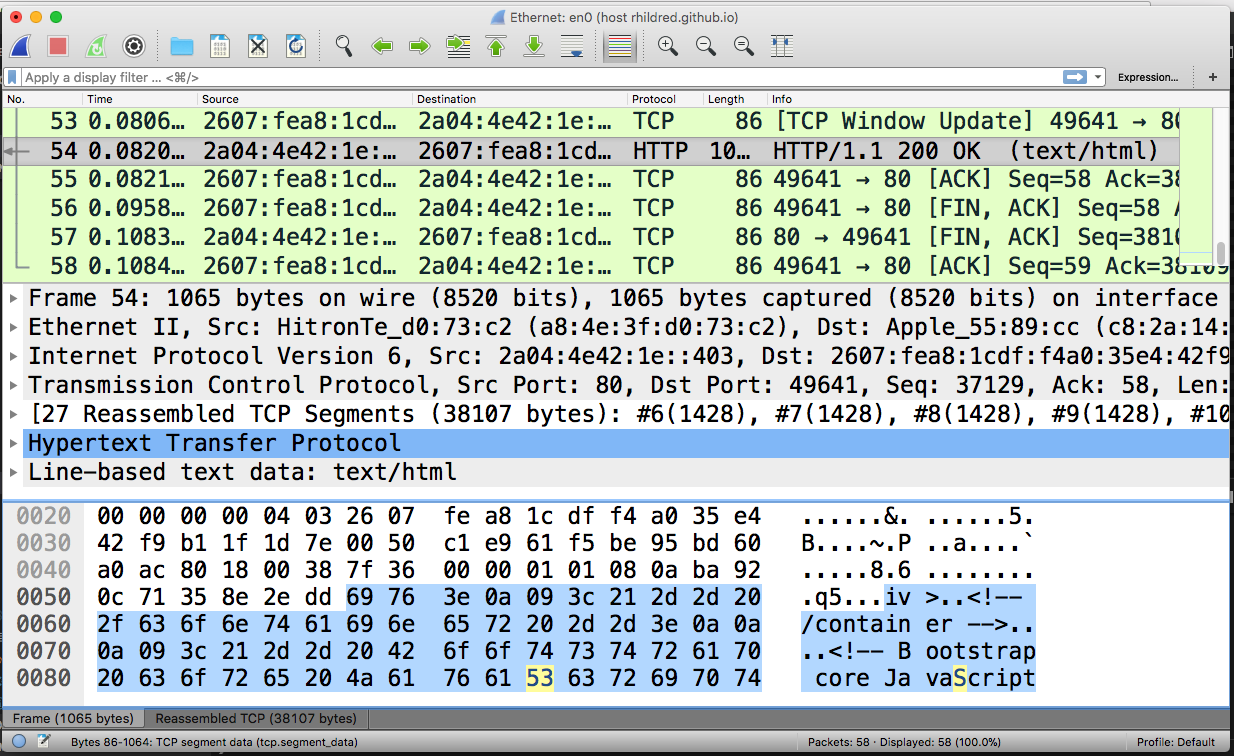 Ethernet: en0 (host rhildred.github.io)
Apply a display filter ... <⌘/>
Expression...
+
No. Time Source Destination Protocol Length Info
53 0.0806… 2607:fea8:1cd… 2a04:4e42:1e:… TCP 86 [TCP Window Update] 49641 → 80
54 0.0820… 2a04:4e42:1e:… 2607:fea8:1cd… HTTP 10… HTTP/1.1 200 OK (text/html)
55 0.0821… 2607:fea8:1cd… 2a04:4e42:1e:… TCP 86 49641 → 80 [ACK] Seq=58 Ack=38
56 0.0958… 2607:fea8:1cd… 2a04:4e42:1e:… TCP 86 49641 → 80 [FIN, ACK] Seq=58
57 0.1083… 2a04:4e42:1e:… 2607:fea8:1cd… TCP 86 80 → 49641 [FIN, ACK] Seq=3810
58 0.1084… 2607:fea8:1cd… 2a04:4e42:1e:… TCP 86 49641 → 80 [ACK] Seq=59 Ack=38109
Frame 54: 1065 bytes on wire (8520 bits), 1065 bytes captured (8520 bits) on interface
Ethernet II, Src: HitronTe_d0:73:c2 (a8:4e:3f:d0:73:c2), Dst: Apple_55:89:cc (c8:2a:14:
Internet Protocol Version 6, Src: 2a04:4e42:1e::403, Dst: 2607:fea8:1cdf:f4a0:35e4:42f9
Transmission Control Protocol, Src Port: 80, Dst Port: 49641, Seq: 37129, Ack: 58, Len:
[27 Reassembled TCP Segments (38107 bytes): #6(1428), #7(1428), #8(1428), #9(1428), #10
Hypertext Transfer Protocol
Line-based text data: text/html
0020 00 00 00 00 04 03 26 07 fe a8 1c df f4 a0 35 e4 ......&. ......5.
0030 42 f9 b1 1f 1d 7e 00 50 c1 e9 61 f5 be 95 bd 60 B....~.P ..a....`
0040 a0 ac 80 18 00 38 7f 36 00 00 01 01 08 0a ba 92 .....8.6 ........
0050 0c 71 35 8e 2e dd 69 76 3e 0a 09 3c 21 2d 2d 20 .q5...iv >..<!--
0060 2f 63 6f 6e 74 61 69 6e 65 72 20 2d 2d 3e 0a 0a /contain er -->..
0070 0a 09 3c 21 2d 2d 20 42 6f 6f 74 73 74 72 61 70 ..<!-- B ootstrap
0080 20 63 6f 72 65 20 4a 61 76 61 53 63 72 69 70 74 core Ja vaScript
Frame (1065 bytes) Reassembled TCP (38107 bytes)
Bytes 86-1064: TCP segment data (tcp.segment_data) Packets: 58 · Displayed: 58 (100.0%) Profile: Default